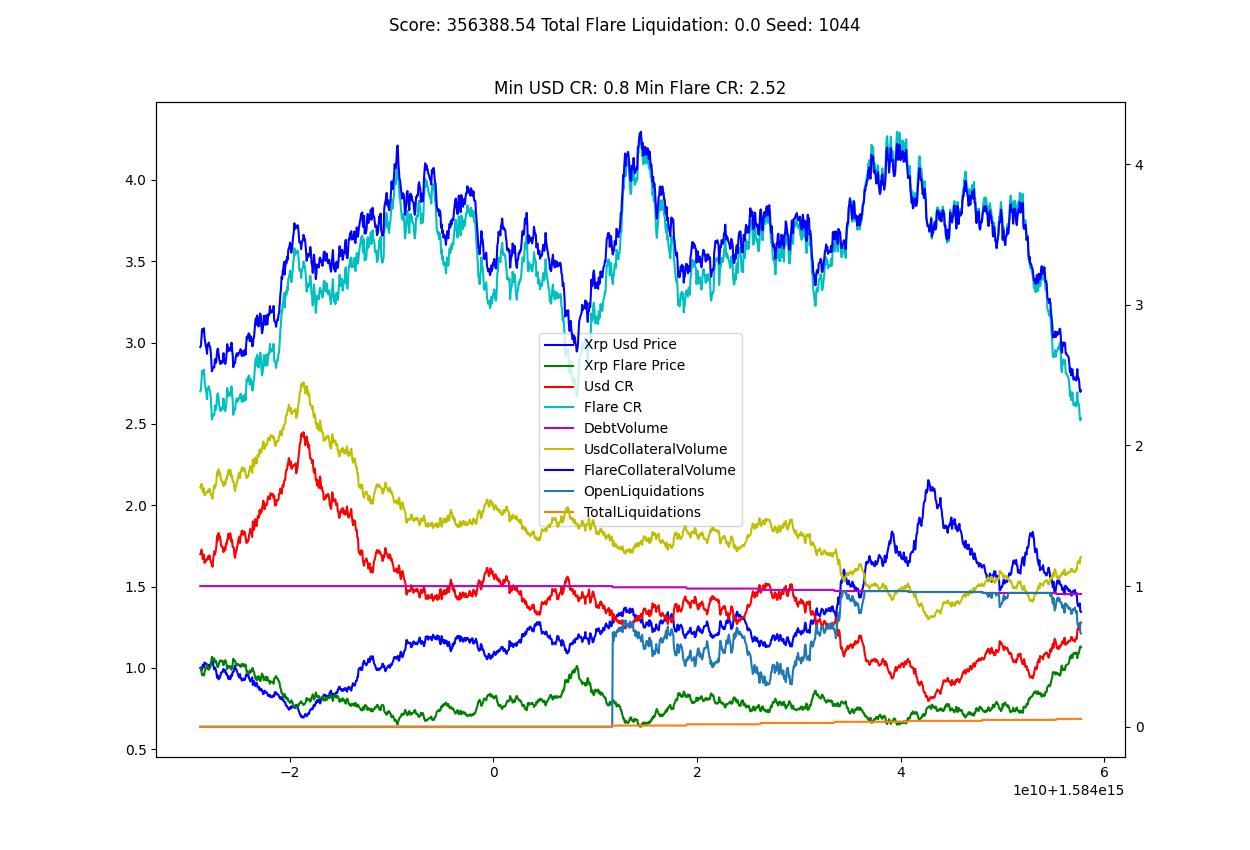 Score: 356388.54 Total Flare Liquidation: 0.0 Seed: 1044
Min USD CR: 0.8 Min Flare CR: 2.52
4.0
3.5
3.0
2.5
2.0
1.5
1.0
0.5
4
3
2
1
0
Xrp Usd Price
Xrp Flare Price
Usd CR
Flare CR
DebtVolume
UsdCollateralVolume
FlareCollateralVolume
OpenLiquidations
TotalLiquidations
−2 0 2 4 6
1e10+1.584e15